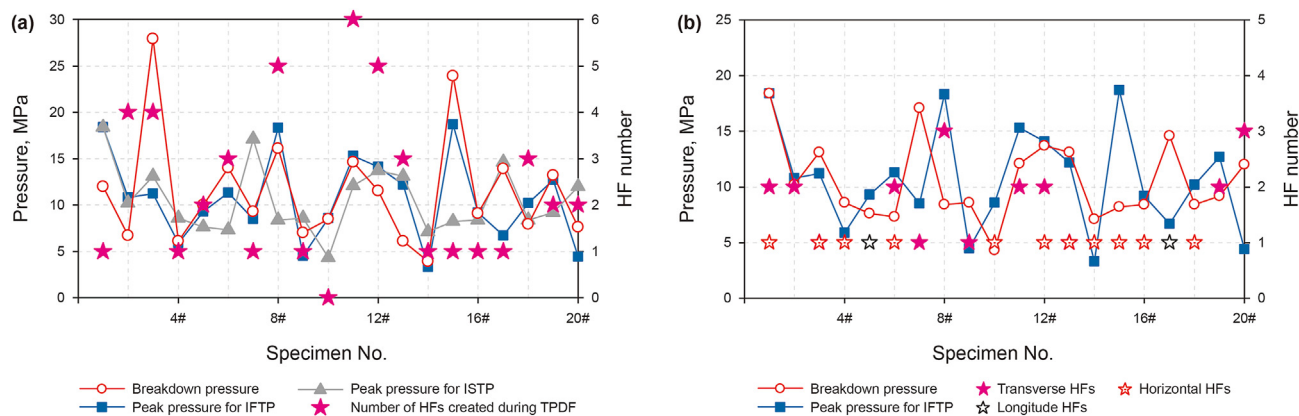 (a)
Pressure, MPa
30
25
20
15
10
5
0
6
5
4
3
2
1
0
HF number
4# 8# 12# 16# 20#
Specimen No.
Breakdown pressure
Peak pressure for IFTP
Peak pressure for ISTP
Number of HFs created during TPDF
(b)
Pressure, MPa
25
20
15
10
5
0
5
4
3
2
1
0
HF number
4# 8# 12# 16# 20#
Specimen No.
Breakdown pressure
Peak pressure for IFTP
Transverse HFs
Longitude HFs
Horizontal HFs